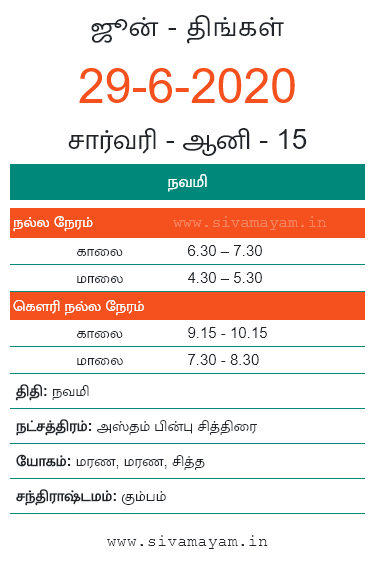 ஜூன் - திங்கள்
29-6-2020
சார்வரி - ஆனி - 15
நவமி
நல்ல நேரம் www.sivamayam.in
காலை 6.30 – 7.30
மாலை 4.30 – 5.30
கௌரி நல்ல நேரம்
காலை 9.15 - 10.15
மாலை 7.30 - 8.30
திதி: நவமி
நட்சத்திரம்: அஸ்தம் பின்பு சித்திரை
யோகம்: மரண, மரண, சித்த
சந்திராஷ்டமம்: கும்பம்
www.sivamayam.in